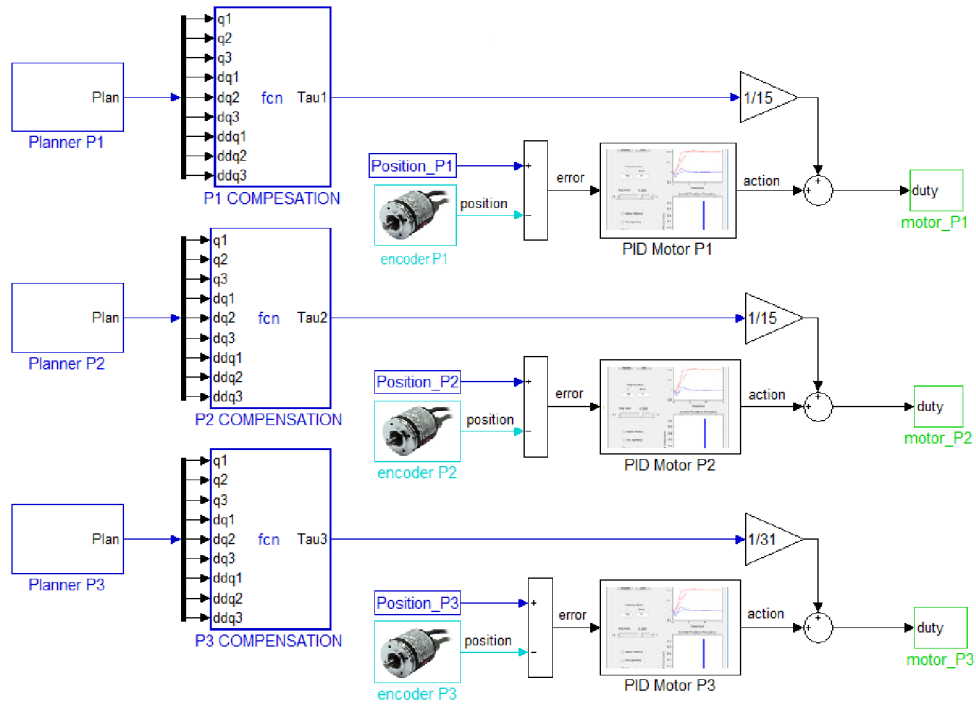 q1
q2
q3
dq1
dq2
dq3
ddq1
ddq2
ddq3
fcn
Tau1
P1 COMPESATION
Plan
Planner P1
1/15
Position_P1
position
encoder P1
+
−
error
PID Motor P1
action
+
+
duty
motor_P1
q1
q2
q3
dq1
dq2
dq3
ddq1
ddq2
ddq3
fcn
Tau2
P2 COMPENSATION
Plan
Planner P2
1/15
Position_P2
position
encoder P2
+
−
error
PID Motor P2
action
+
+
duty
motor_P2
q1
q2
q3
dq1
dq2
dq3
ddq1
ddq2
ddq3
fcn
Tau3
P3 COMPENSATION
Plan
Planner P3
1/31
Position_P3
position
encoder P3
+
−
error
PID Motor P3
action
+
+
duty
motor_P3